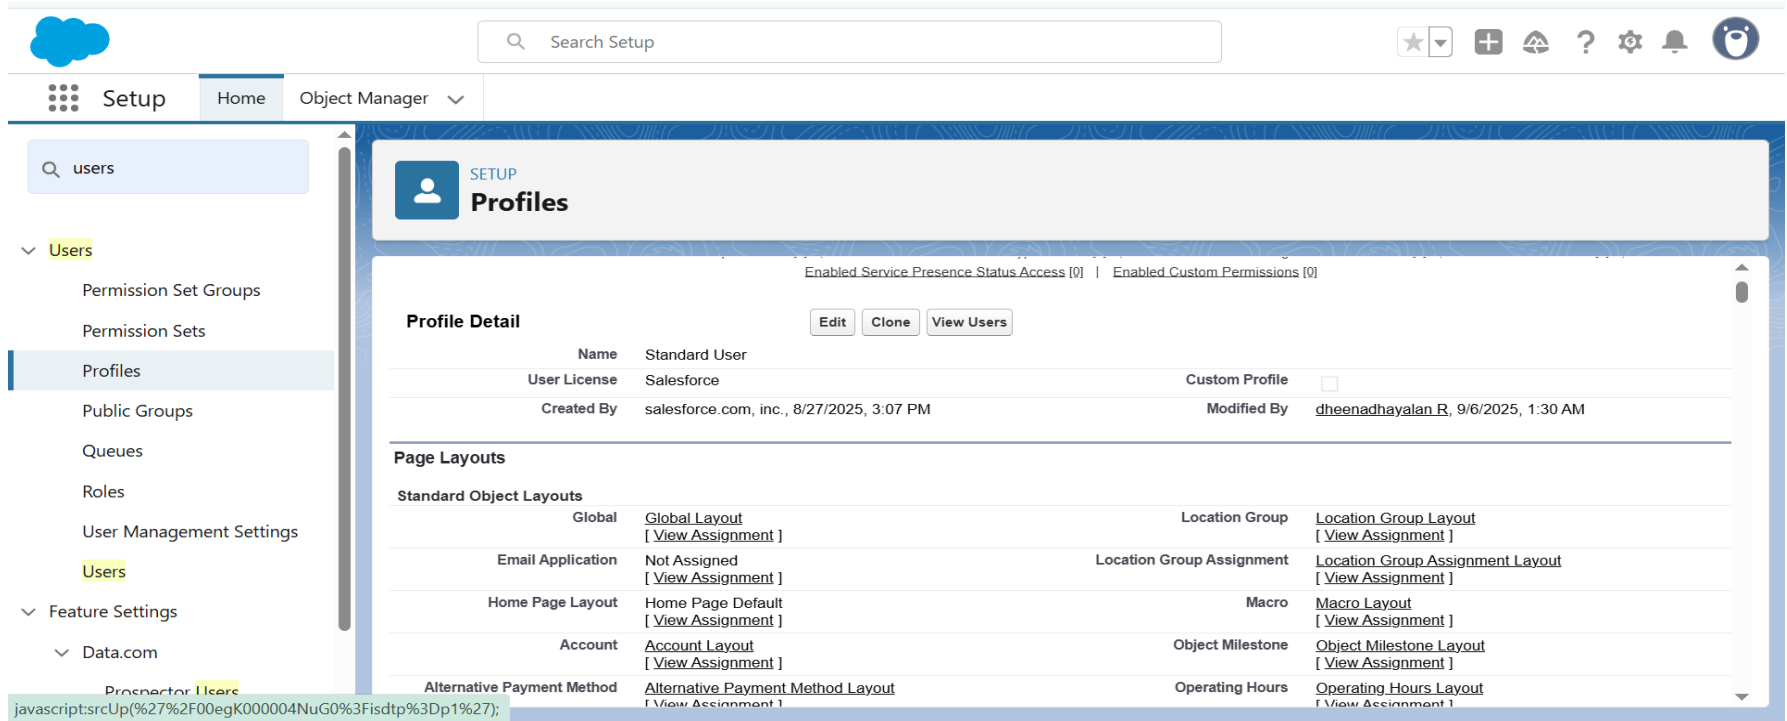 Search Setup
Setup
Home
Object Manager
users
Users
Permission Set Groups
Permission Sets
Profiles
Public Groups
Queues
Roles
User Management Settings
Users
Feature Settings
Data.com
Prospector Users
javascript:srcUp(%27%2F00egK000004NuG0%3Fisdtp%3Dp1%27);
SETUP
Profiles
Enabled Service Presence Status Access [0] | Enabled Custom Permissions [0]
Profile Detail
Edit Clone View Users
Name Standard User
User License Salesforce Custom Profile
Created By salesforce.com, inc., 8/27/2025, 3:07 PM Modified By dheenadhayalan R, 9/6/2025, 1:30 AM
Page Layouts
Standard Object Layouts
Global Global Layout Location Group Location Group Layout
[ View Assignment ] [ View Assignment ]
Email Application Not Assigned Location Group Assignment Location Group Assignment Layout
[ View Assignment ] [ View Assignment ]
Home Page Layout Home Page Default Macro Macro Layout
[ View Assignment ] [ View Assignment ]
Account Account Layout Object Milestone Object Milestone Layout
[ View Assignment ] [ View Assignment ]
Alternative Payment Method Alternative Payment Method Layout Operating Hours Operating Hours Layout
[ View Assignment ] [ View Assignment ]